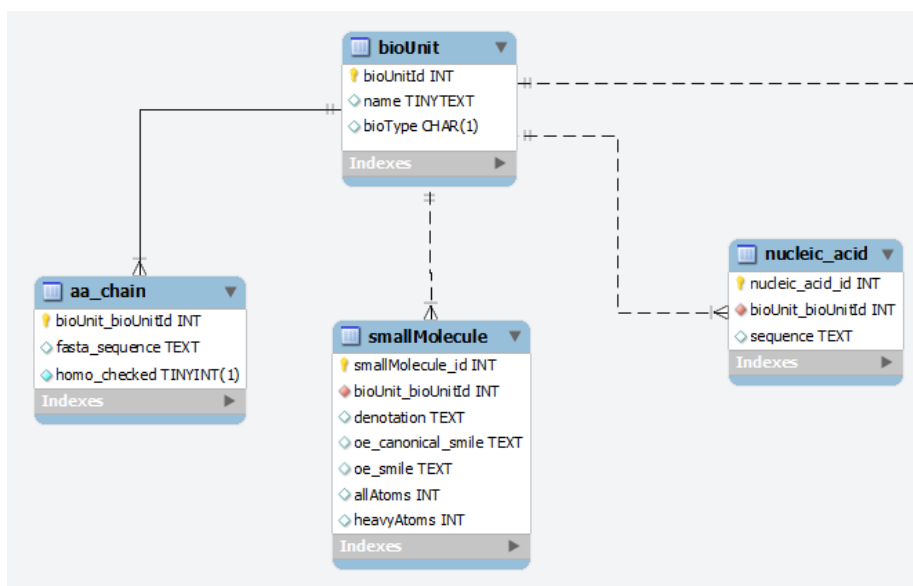 bioUnit
bioUnitId INT
name TINYTEXT
bioType CHAR(1)
Indexes
aa_chain
bioUnit_bioUnitId INT
fasta_sequence TEXT
homo_checked TINYINT(1)
Indexes
smallMolecule
smallMolecule_id INT
bioUnit_bioUnitId INT
denotation TEXT
oe_canonical_smile TEXT
oe_smile TEXT
allAtoms INT
heavyAtoms INT
Indexes
nucleic_acid
nucleic_acid_id INT
bioUnit_bioUnitId INT
sequence TEXT
Indexes